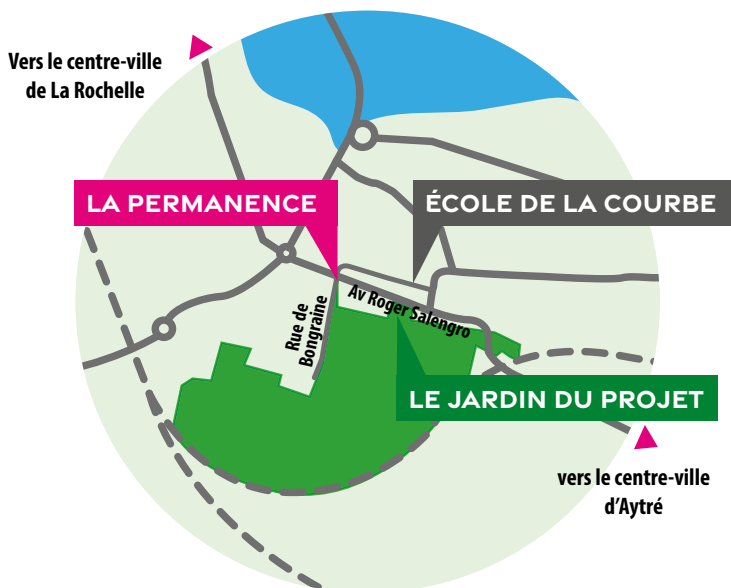 Vers le centre-ville
de La Rochelle
LA PERMANENCE
ÉCOLE DE LA COURBE
Av Roger Salengro
Rue de
Bongraine
LE JARDIN DU PROJET
vers le centre-ville
d'Aytré